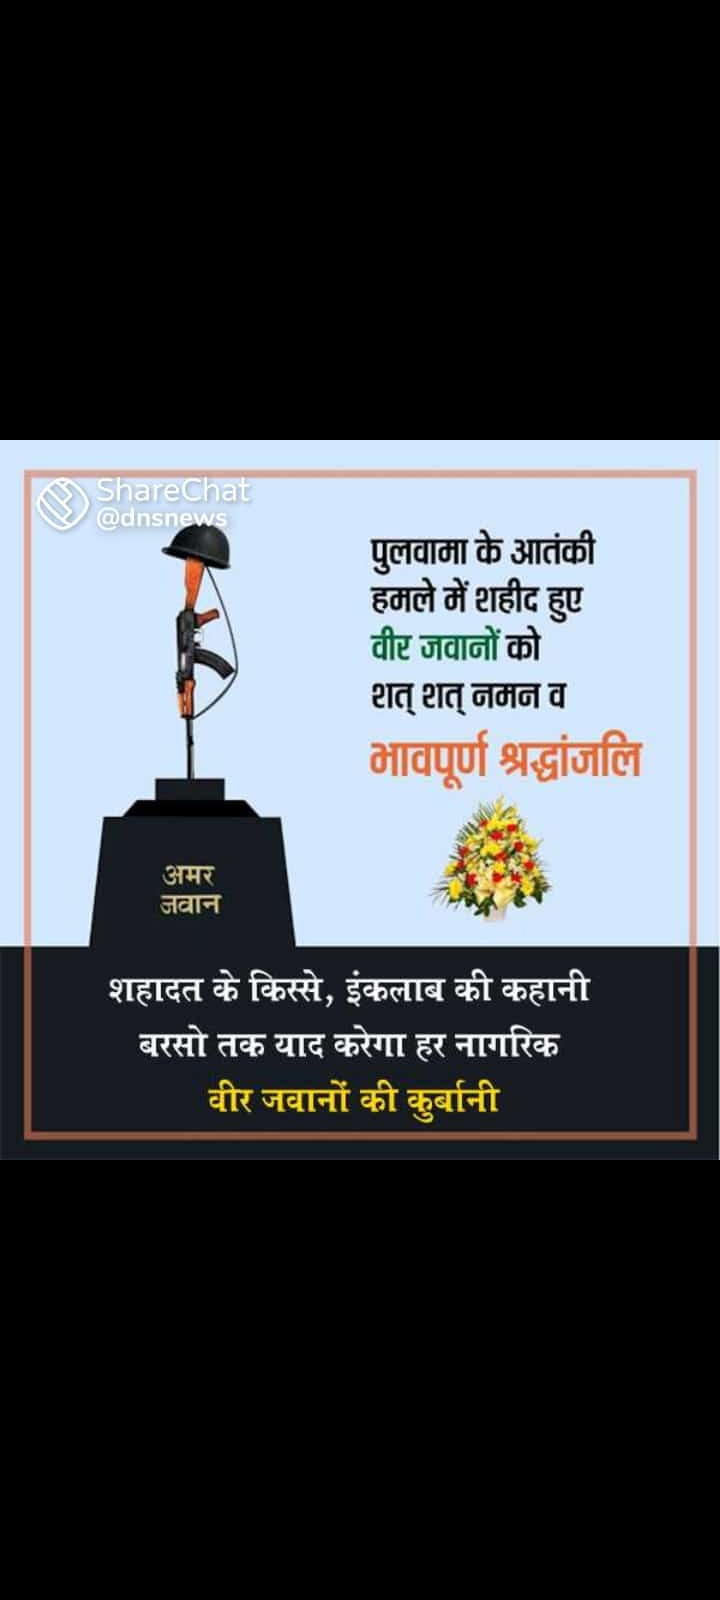 ShareChat
@dnsnews
पुलवामा के आतंकी
हमले में शहीद हुए
वीर जवानों को
शत् शत् नमन व
भावपूर्ण श्रद्धांजलि
अमर
जवान
शहादत के किस्से, इंकलाब की कहानी
बरसो तक याद करेगा हर नागरिक
वीर जवानों की कुर्बानी